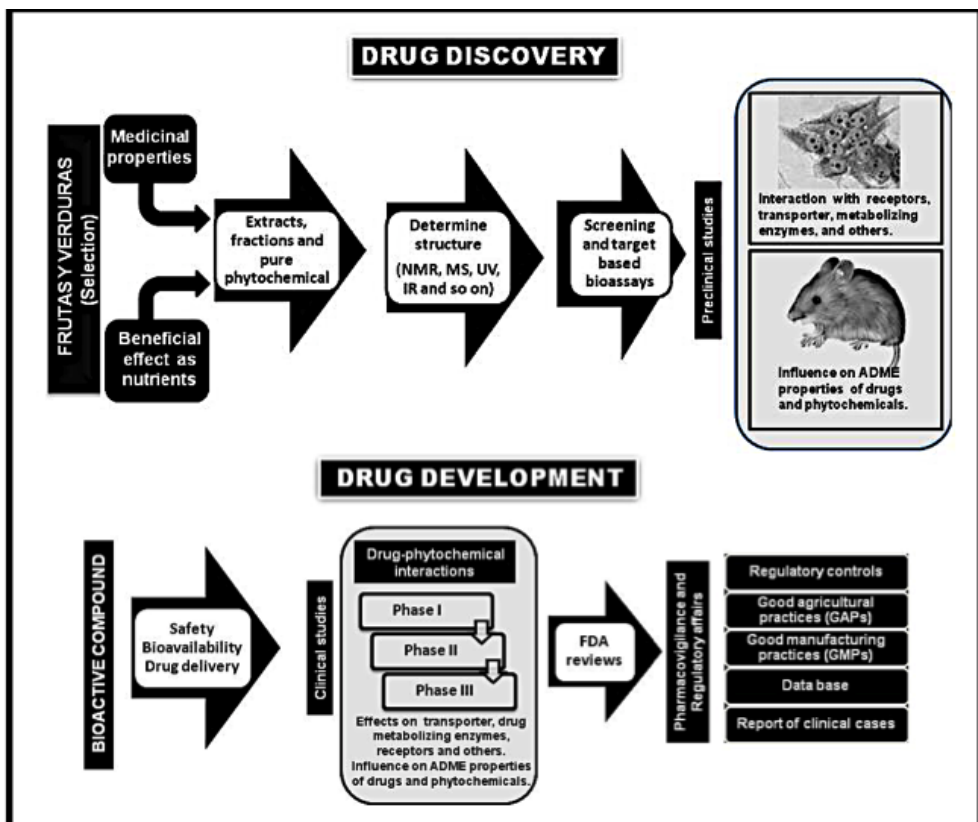 DRUG DISCOVERY
FRUTAS Y VERDURAS
(Selection)
Medicinal
properties
Beneficial
effect as
nutrients
Extracts,
fractions and
pure
phytochemical
Determine
structure
(NMR, MS, UV,
IR and so on)
Screening
and target
based
bioassays
Preclinical studies
Interaction with receptors,
transporter, metabolizing
enzymes, and others.
Influence on ADME
properties of drugs
and phytochemicals.
DRUG DEVELOPMENT
BIOACTIVE COMPOUND
Safety
Bioavailability
Drug delivery
Clinical studies
Drug-phytochemical
interactions
Phase I
Phase II
Phase III
Effects on transporter, drug
metabolizing enzymes,
receptors and others.
Influence on ADME properties
of drugs and phytochemicals.
FDA
reviews
Pharmacovigilance and
Regulatory affairs
Regulatory controls
Good agricultural
practices (GAPs)
Good manufacturing
practices (GMPs)
Data base
Report of clinical cases